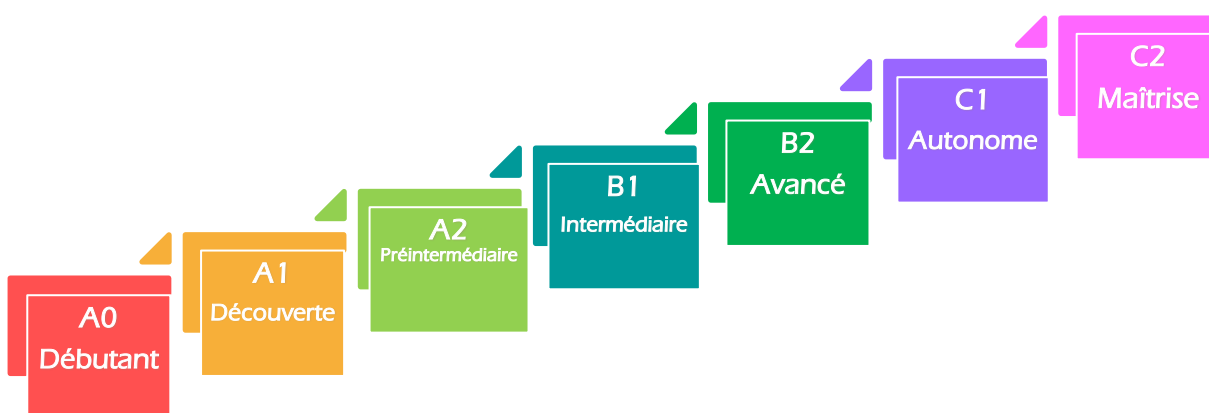 A0
Débutant
A1
Découverte
A2
Préintermédiaire
B1
Intermédiaire
B2
Avancé
C1
Autonome
C2
Maîtrise